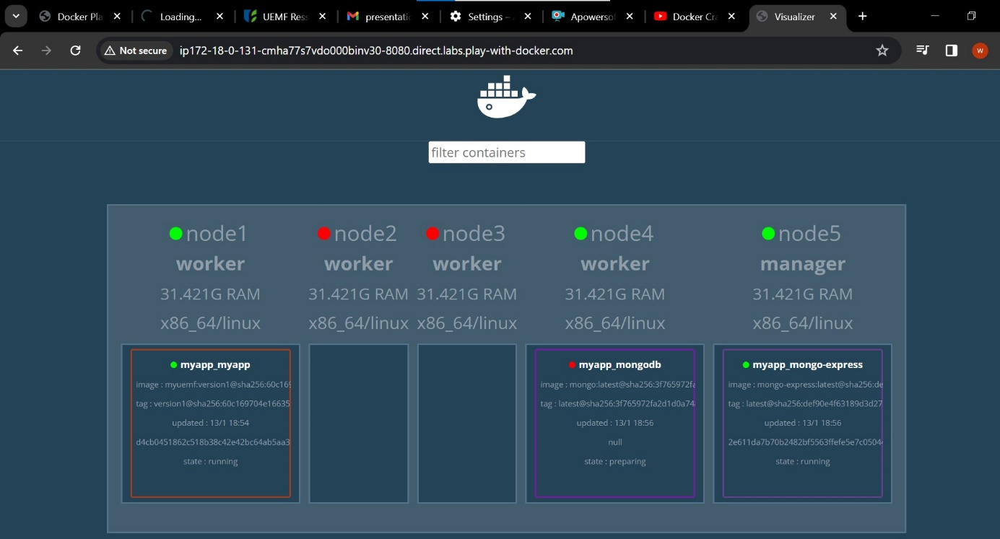 Docker Pla
Loading...
UEMF Ress
presentatic
Settings –
Apowerso
Docker Cra
Visualizer
Not secure
ip172-18-0-131-cmha77s7vdo000binv30-8080.direct.labs.play-with-docker.com
W
filter containers
node1
worker
31.421G RAM
x86_64/linux
myapp_myapp
image : myuemf:version1@sha256:60c169
tag : version1@sha256:60c169704e16635
updated : 13/1 18:54
d4cb0451862c518b38c42e42bc64ab5aa3
state : running
node2
worker
31.421G RAM
x86_64/linux
node3
worker
31.421G RAM
x86_64/linux
node4
worker
31.421G RAM
x86_64/linux
myapp_mongodb
image : mongo:latest@sha256:3f765972fa
tag : latest@sha256:3f765972fa2d1d0a74
updated : 13/1 18:56
null
state : preparing
node5
manager
31.421G RAM
x86_64/linux
myapp_mongo-express
image : mongo-express:latest@sha256:de
tag : latest@sha256:def90e4f63189d3d27
updated : 13/1 18:56
2e611da7b70b2482bf5563ffefe5e7c0504
state : running